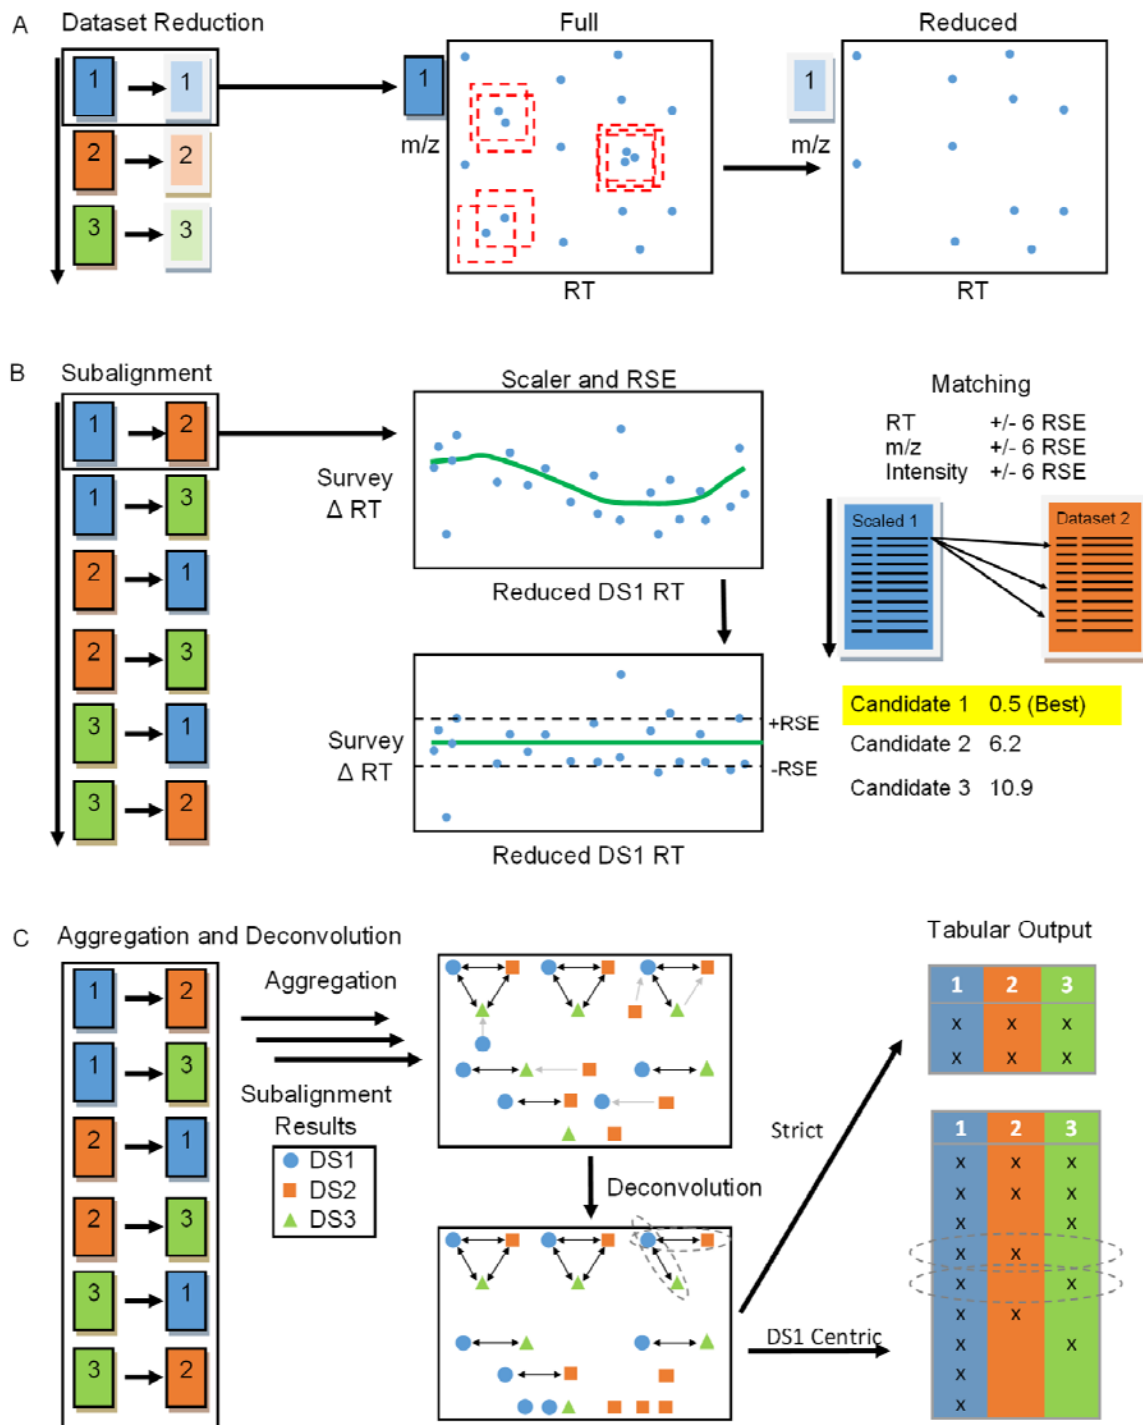 A
Dataset Reduction
Full
Reduced
1
1
2
2
3
3
1
m/z
RT
1
m/z
RT
B
Subalignment
1
2
1
3
2
1
2
3
3
1
3
2
Scaler and RSE
Survey
Δ RT
Reduced DS1 RT
Survey
Δ RT
+RSE
-RSE
Reduced DS1 RT
Matching
RT +/- 6 RSE
m/z +/- 6 RSE
Intensity +/- 6 RSE
Scaled 1
Dataset 2
Candidate 1 0.5 (Best)
Candidate 2 6.2
Candidate 3 10.9
C
Aggregation and Deconvolution
1
2
1
3
2
1
2
3
3
1
3
2
Aggregation
Subalignment
Results
DS1
DS2
DS3
Deconvolution
Strict
DS1 Centric
Tabular Output
1 2 3
x x x
x x x
1 2 3
x x x
x x x
x x
x x
x x
x x
x x
x
x